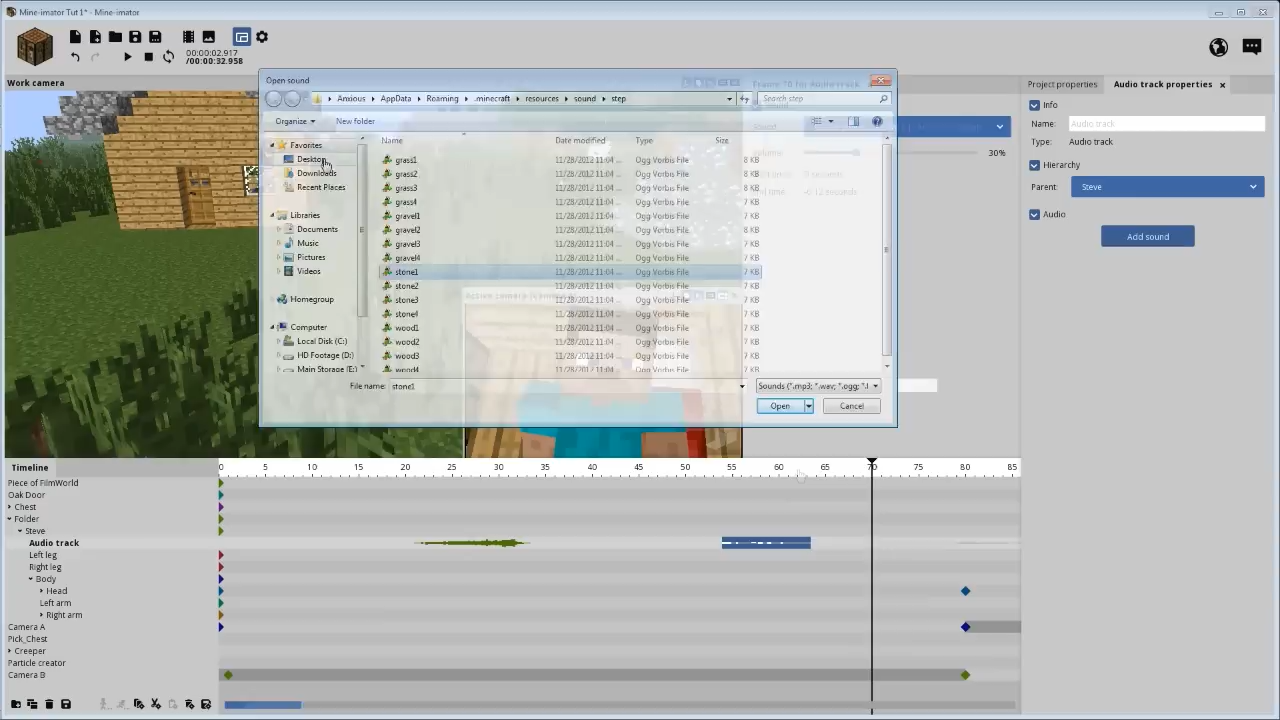 Mine-imator Tut 1* - Mine-imator
00:00:02.917
/00:00:32.958
Work camera
Project properties
Audio track properties
Info
Name: Audio track
Type: Audio track
Hierarchy
Parent: Steve
Audio
Add sound
30%
Open sound
Anxious AppData Roaming .minecraft resources sound step
Search step
Organize New folder
Favorites
Desktop
Downloads
Recent Places
Libraries
Documents
Music
Pictures
Videos
Homegroup
Computer
Local Disk (C:)
HD Footage (D:)
Main Storage (E:)
Name Date modified Type Size
grass1 11/28/2012 11:04 ... Ogg Vorbis File 8 KB
grass2 11/28/2012 11:04 ... Ogg Vorbis File 8 KB
grass3 11/28/2012 11:04 ... Ogg Vorbis File 8 KB
grass4 11/28/2012 11:04 ... Ogg Vorbis File 7 KB
gravel1 11/28/2012 11:04 ... Ogg Vorbis File 7 KB
gravel2 11/28/2012 11:04 ... Ogg Vorbis File 8 KB
gravel3 11/28/2012 11:04 ... Ogg Vorbis File 7 KB
gravel4 11/28/2012 11:04 ... Ogg Vorbis File 7 KB
stone1 11/28/2012 11:04 ... Ogg Vorbis File 7 KB
stone2 11/28/2012 11:04 ... Ogg Vorbis File 7 KB
stone3 11/28/2012 11:04 ... Ogg Vorbis File 7 KB
stone4 11/28/2012 11:04 ... Ogg Vorbis File 7 KB
wood1 11/28/2012 11:04 ... Ogg Vorbis File 7 KB
wood2 11/28/2012 11:04 ... Ogg Vorbis File 7 KB
wood3 11/28/2012 11:04 ... Ogg Vorbis File 7 KB
wood4 11/28/2012 11:04 ... Ogg Vorbis File 7 KB
File name: stone1
Sounds (*.mp3; *.wav; *.ogg; *.l
Open Cancel
Timeline
0 5 10 15 20 25 30 35 40 45 50 55 60 65 70 75 80 85
Piece of FilmWorld
Oak Door
Chest
Folder
Steve
Audio track
Left leg
Right leg
Body
Head
Left arm
Right arm
Camera A
Pick_Chest
Creeper
Particle creator
Camera B